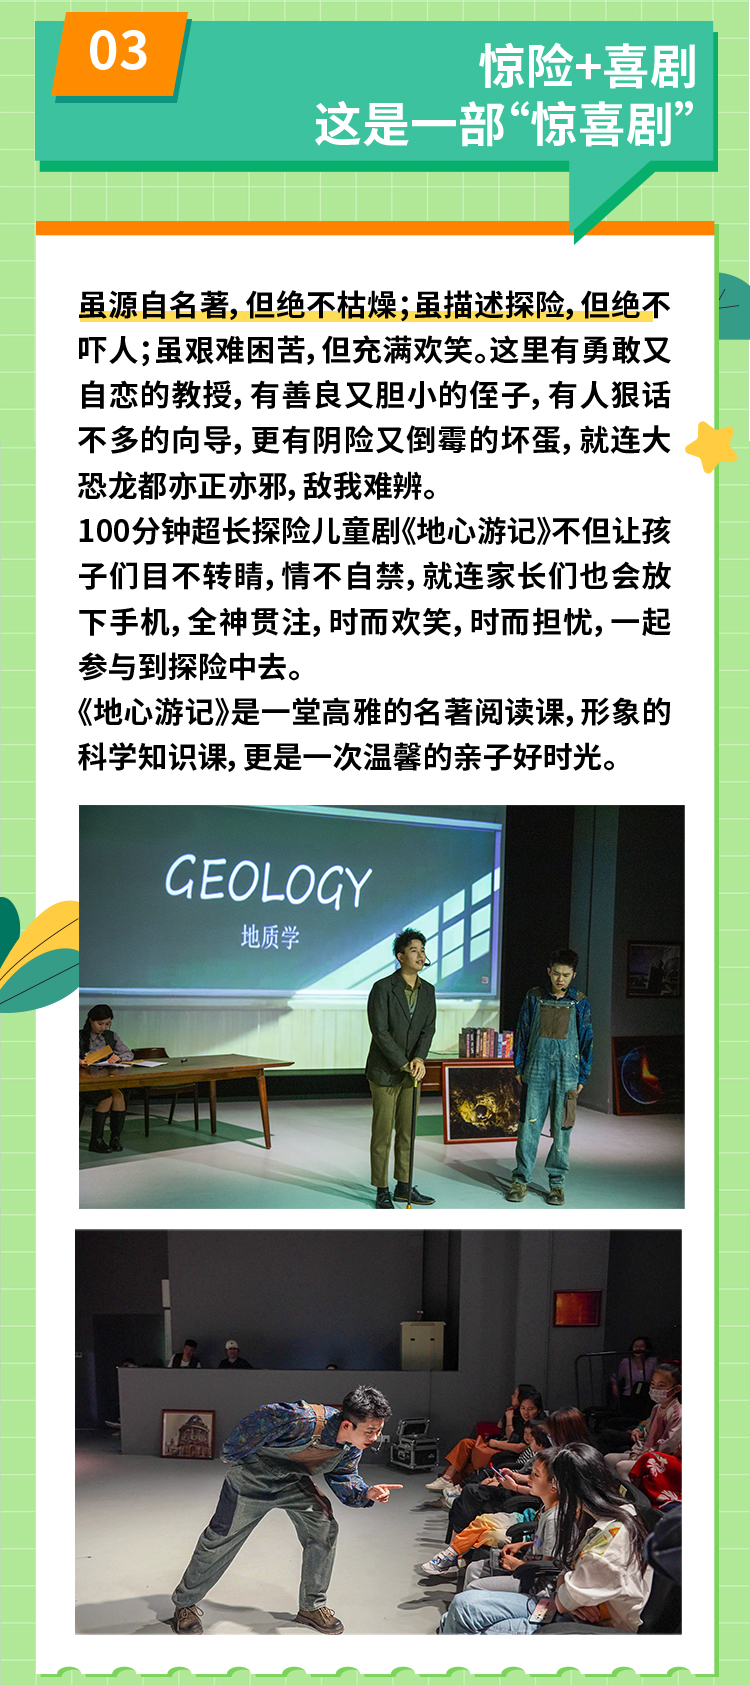 03
惊险+喜剧
这是一部“惊喜剧”
虽源自名著，但绝不枯燥；虽描述探险，但绝不
吓人；虽艰难困苦，但充满欢笑。这里有勇敢又
自恋的教授，有善良又胆小的侄子，有人狠话
不多的向导，更有阴险又倒霉的坏蛋，就连大
恐龙都亦正亦邪，敌我难辨。
100分钟超长探险儿童剧《地心游记》不但让孩
子们目不转睛，情不自禁，就连家长们也会放
下手机，全神贯注，时而欢笑，时而担忧，一起
参与到探险中去。
《地心游记》是一堂高雅的名著阅读课，形象的
科学知识课，更是一次温馨的亲子好时光。
GEOLOGY
地质学